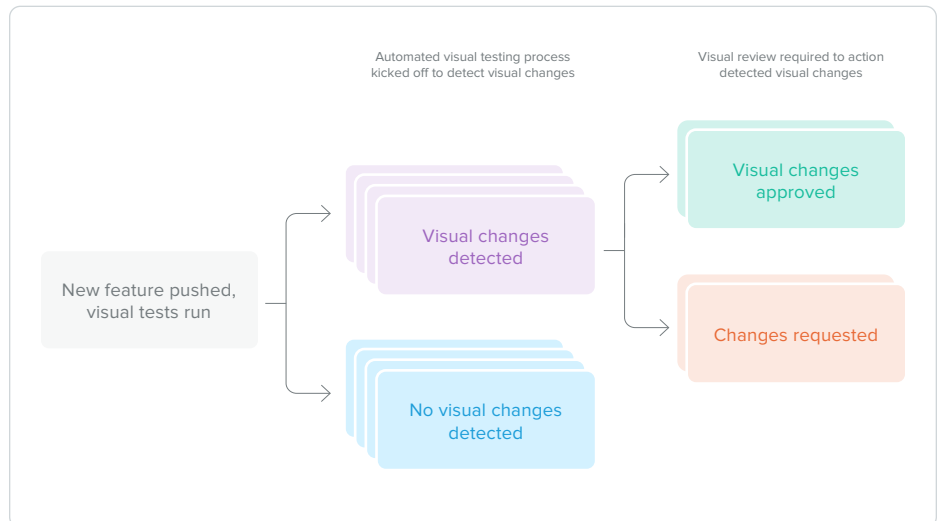 Automated visual testing process
kicked off to detect visual changes
Visual review required to action
detected visual changes
New feature pushed,
visual tests run
Visual changes
detected
No visual changes
detected
Visual changes
approved
Changes requested